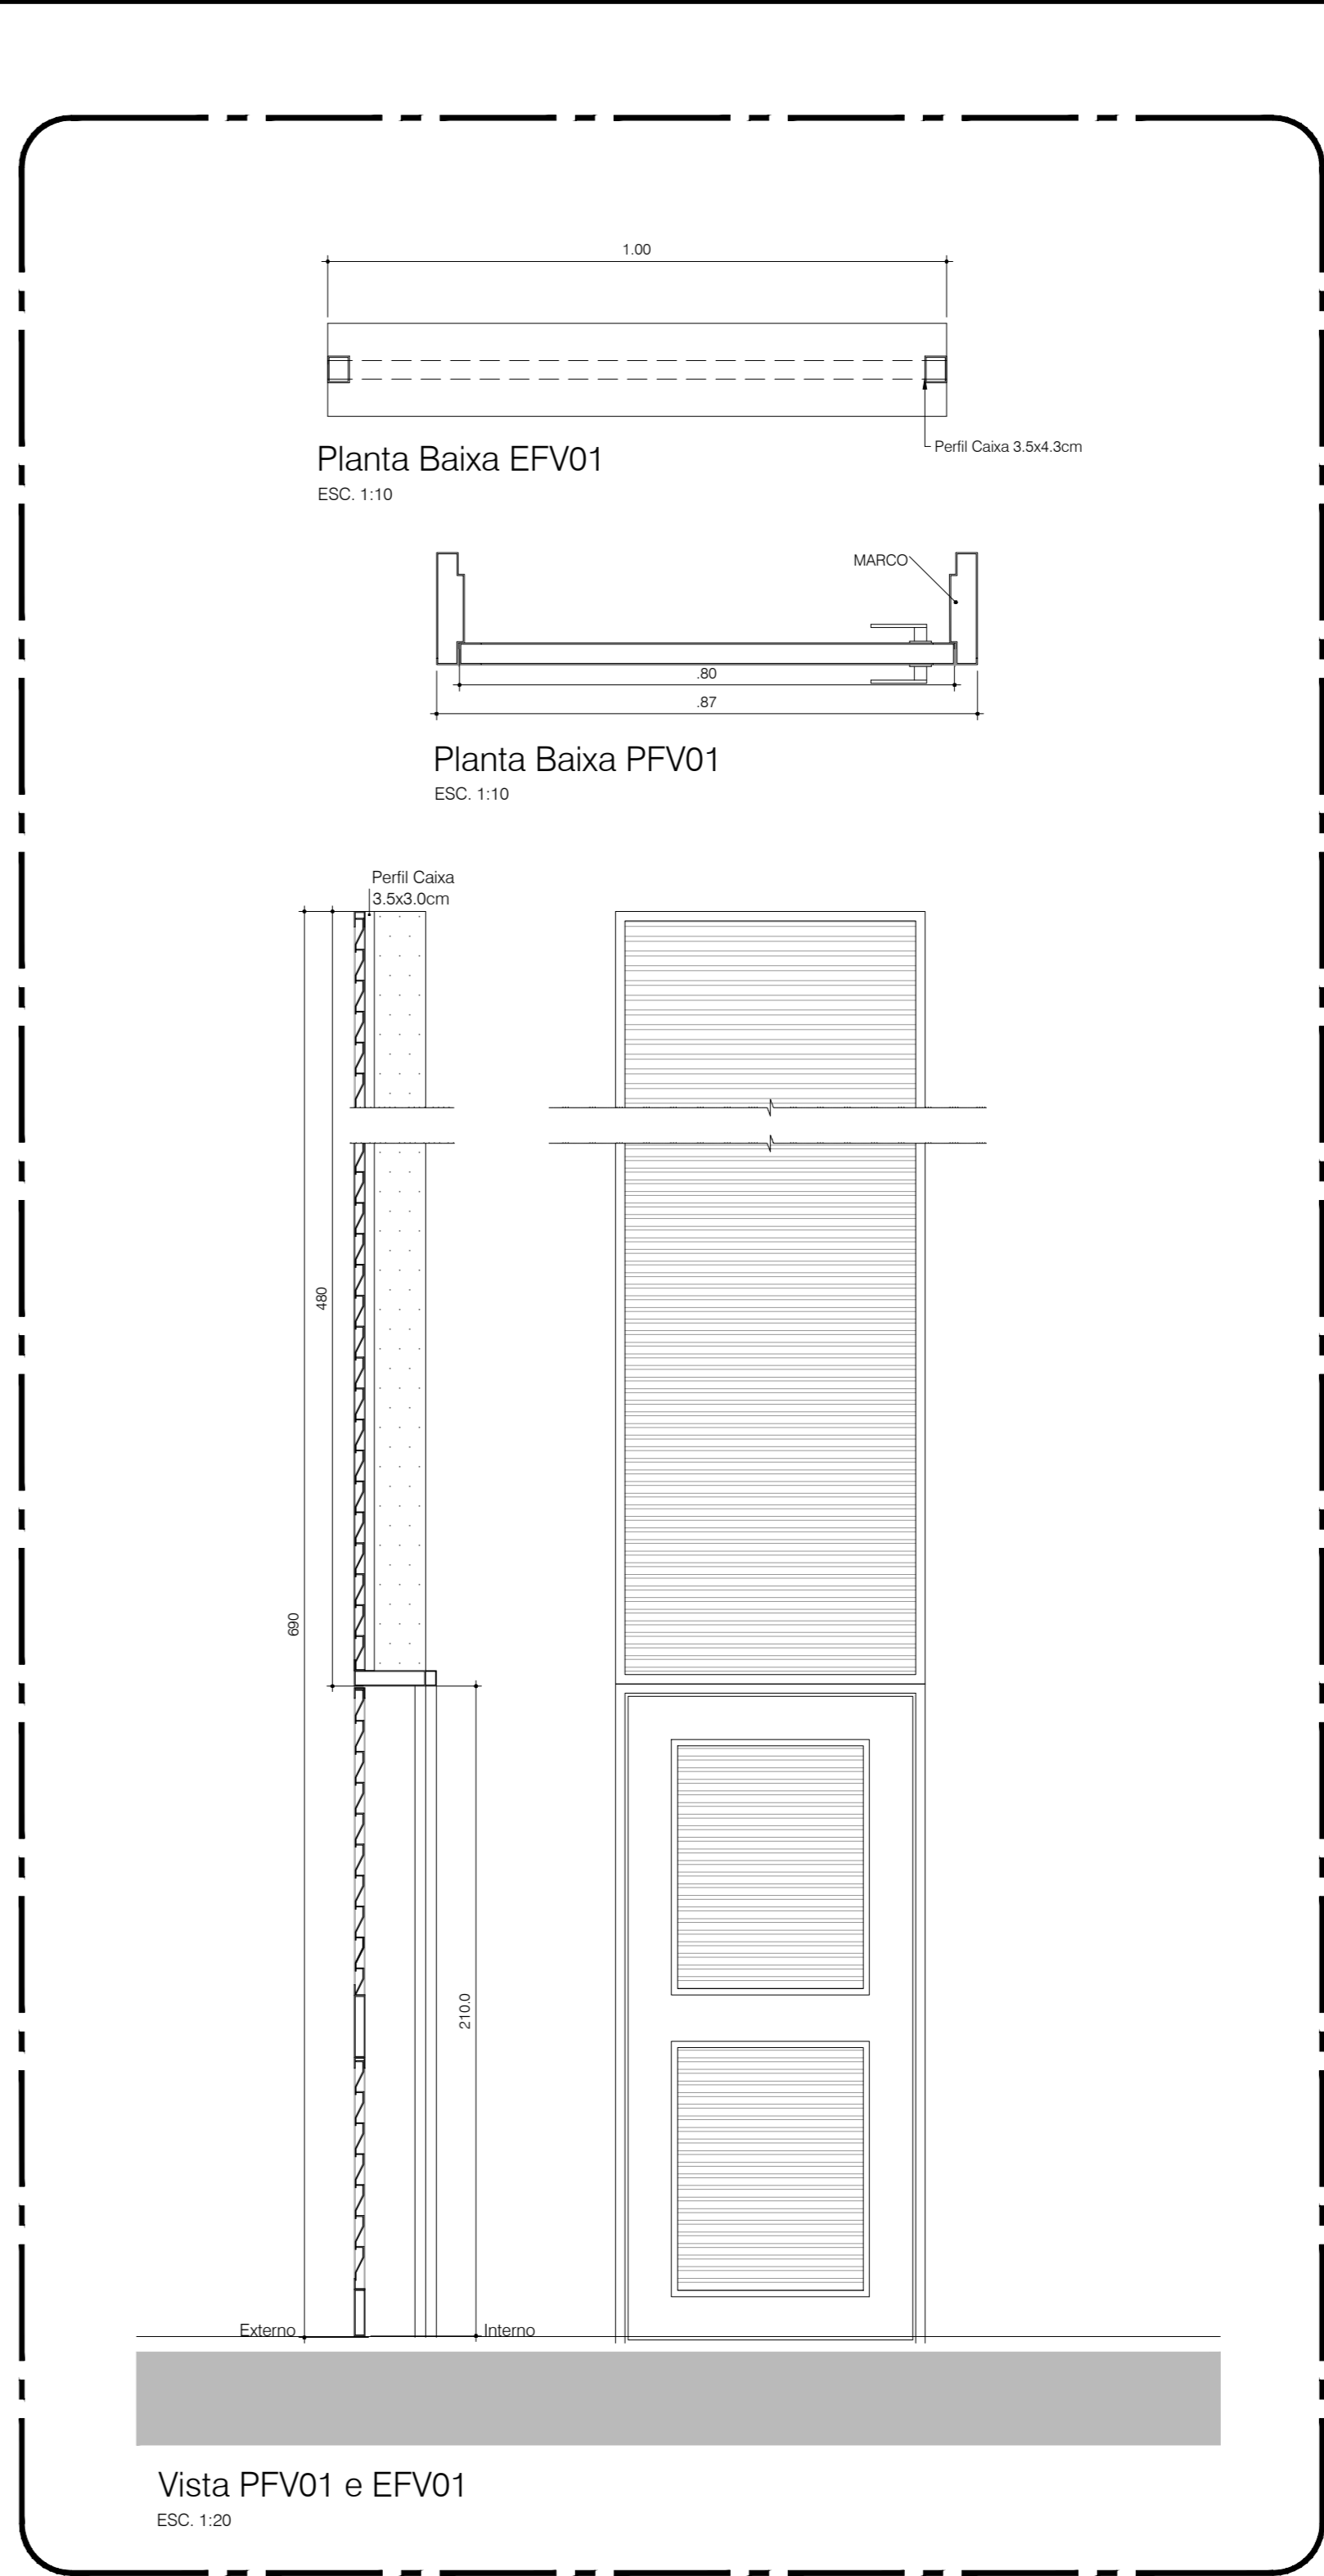 1.00
Perfil Caixa 3.5x4.3cm
Planta Baixa EFV01
ESC. 1:10
MARCO
.80
.87
Planta Baixa PFV01
ESC. 1:10
Perfil Caixa
3.5x3.0cm
480
690
210.0
Externo
Interno
Vista PFV01 e EFV01
ESC. 1:20